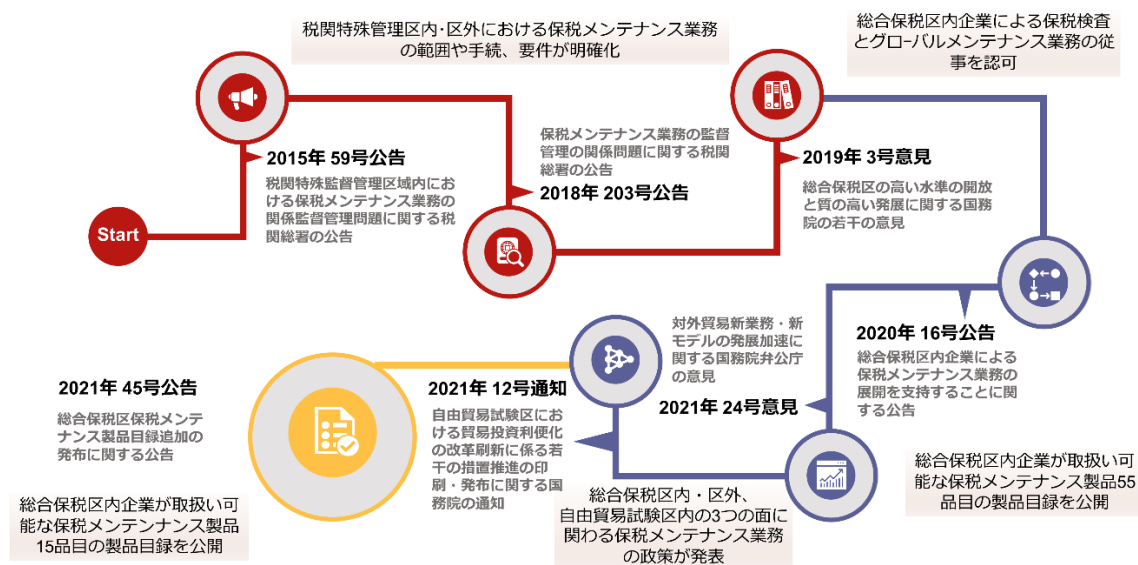 税関特殊管理区内･区外における保税メンテナンス業務
の範囲や手続、要件が明確化
総合保税区内企業による保税検査
とグローバルメンテナンス業務の従
事を認可
Start
2015年 59号公告
税関特殊監督管理区域内にお
ける保税メンテナンス業務の
関係監督管理問題に関する税
関総署の公告
保税メンテナンス業務の監督
管理の関係問題に関する税関
総署の公告
2018年 203号公告
2019年 3号意見
総合保税区の高い水準の開放
と質の高い発展に関する国務
院の若干の意見
2020年 16号公告
総合保税区内企業による
保税メンテナンス業務の
展開を支持することに関
する公告
総合保税区内企業が取扱い可
能な保税メンテナンス製品55
品目の製品目録を公開
対外貿易新業務・新
モデルの発展加速に
関する国務院弁公庁
の意見
2021年 24号意見
2021年 12号通知
自由貿易試験区にお
ける貿易投資利便化
の改革刷新に係る若
干の措置推進の印
刷・発布に関する国
務院の通知
総合保税区内・区外、
自由貿易試験区内の3つの面に
関わる保税メンテナンス業務
の政策が発表
2021年 45号公告
総合保税区保税メンテ
ナンス製品目録追加の
発布に関する公告
総合保税区内企業が取扱い可
能な保税メンテンナンス製品
15品目の製品目録を公開